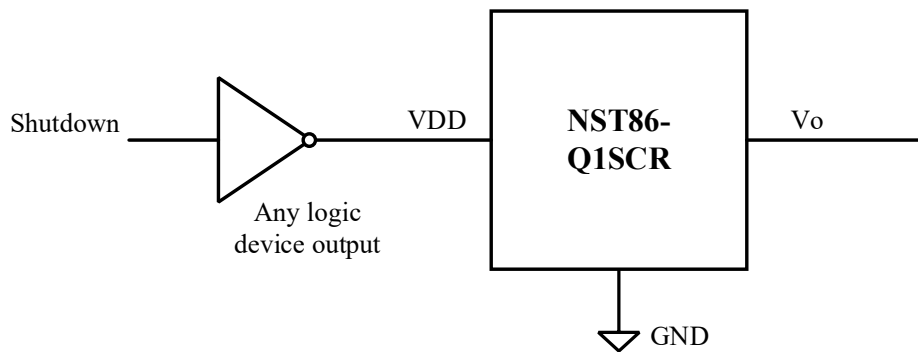 Shutdown
Any logic
device output
VDD
NST86-
Q1SCR
Vo
GND